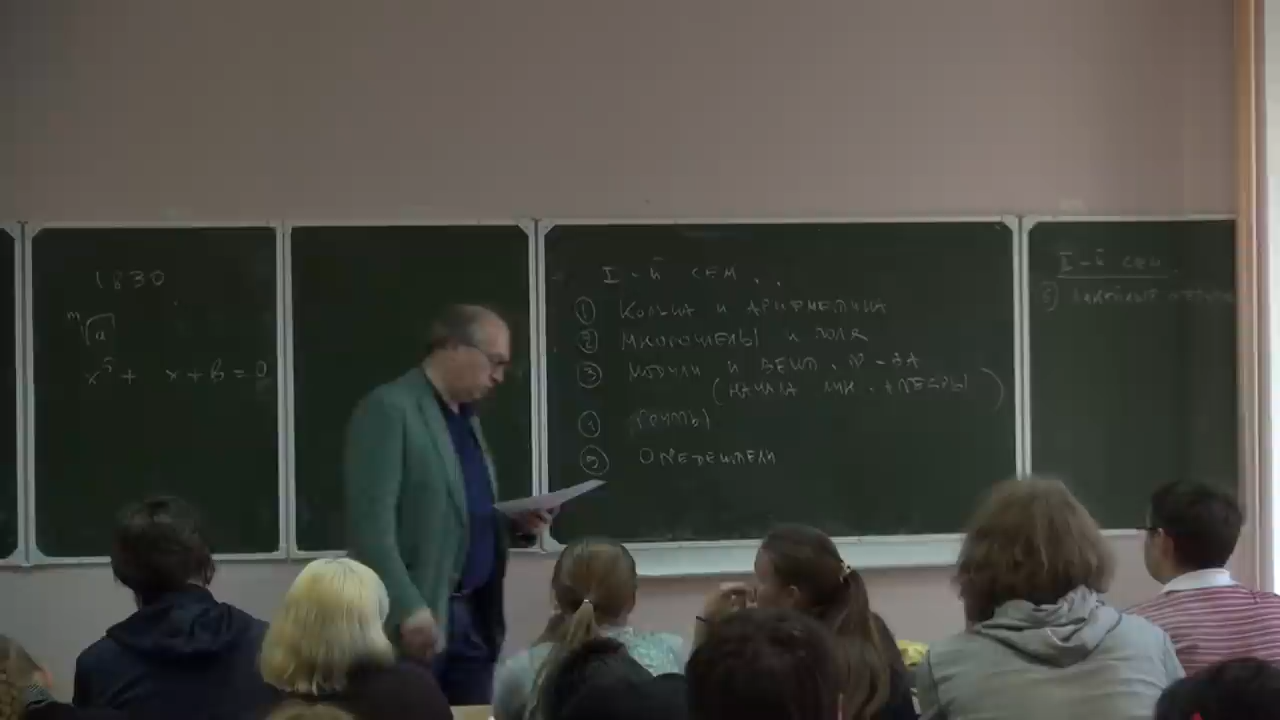 1830
ᵐ√a
x⁵ + x + b = 0
I-й сем.
① Кольца и арифметика
② Многочлены и поля
③ Модули и вект. п-ва
(начала лин. алгебры)
④ Группы
⑤ Определители
I-й сем.
6)